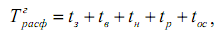 T^г_расф = t_з + t_в + t_н + t_р + t_ос ,